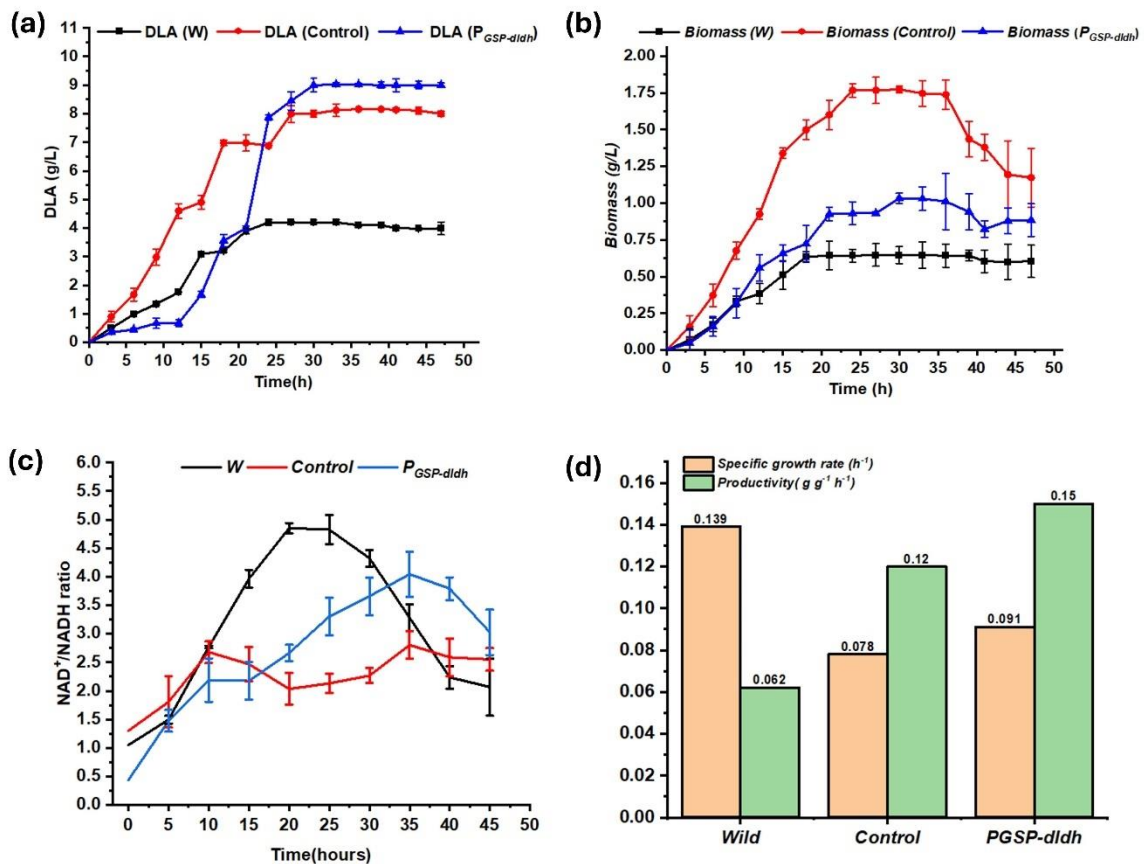 (a)
DLA (W) DLA (Control) DLA (PGSP-dldh)
9
8
7
6
5
4
3
2
1
0
DLA (g/L)
0 5 10 15 20 25 30 35 40 45 50
Time(h)
(b)
Biomass (W) Biomass (Control) Biomass (PGSP-dldh)
2.00
1.75
1.50
1.25
1.00
0.75
0.50
0.25
0.00
Biomass (g/L)
0 5 10 15 20 25 30 35 40 45 50
Time (h)
(c)
W Control PGSP-dldh
6.0
5.5
5.0
4.5
4.0
3.5
3.0
2.5
2.0
1.5
1.0
0.5
0.0
NAD+/NADH ratio
0 5 10 15 20 25 30 35 40 45 50
Time(hours)
(d)
Specific growth rate (h-1)
Productivity( g g-1 h-1)
0.16
0.14
0.12
0.10
0.08
0.06
0.04
0.02
0.00
0.139
0.062
0.078
0.12
0.091
0.15
Wild Control PGSP-dldh